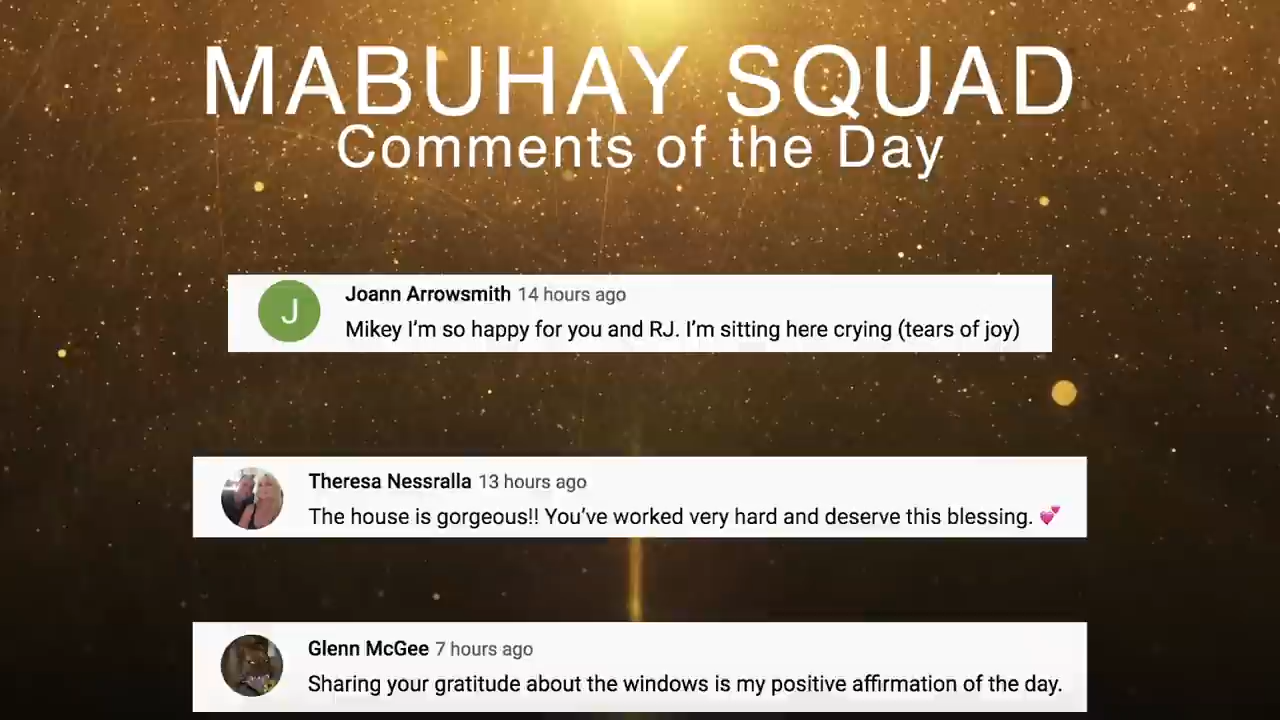 MABUHAY SQUAD
Comments of the Day
J
Joann Arrowsmith 14 hours ago
Mikey I’m so happy for you and RJ. I’m sitting here crying (tears of joy)
Theresa Nessralla 13 hours ago
The house is gorgeous!! You’ve worked very hard and deserve this blessing. 💕
Glenn McGee 7 hours ago
Sharing your gratitude about the windows is my positive affirmation of the day.